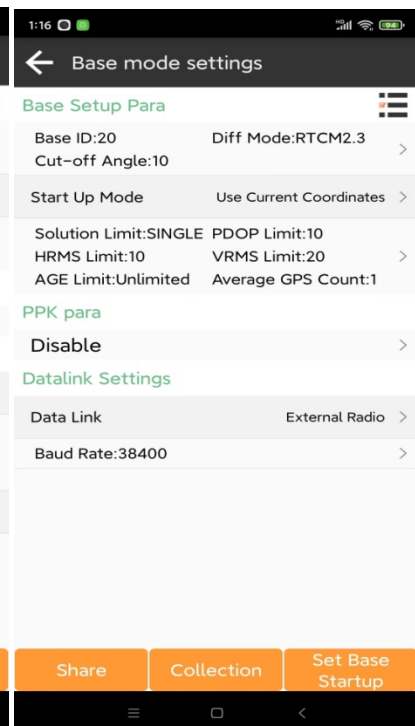 1:16
94
Base mode settings
Base Setup Para
Base ID:20 Diff Mode:RTCM2.3
Cut-off Angle:10
Start Up Mode Use Current Coordinates
Solution Limit:SINGLE PDOP Limit:10
HRMS Limit:10 VRMS Limit:20
AGE Limit:Unlimited Average GPS Count:1
PPK para
Disable
Datalink Settings
Data Link External Radio
Baud Rate:38400
Share Collection Set Base
Startup